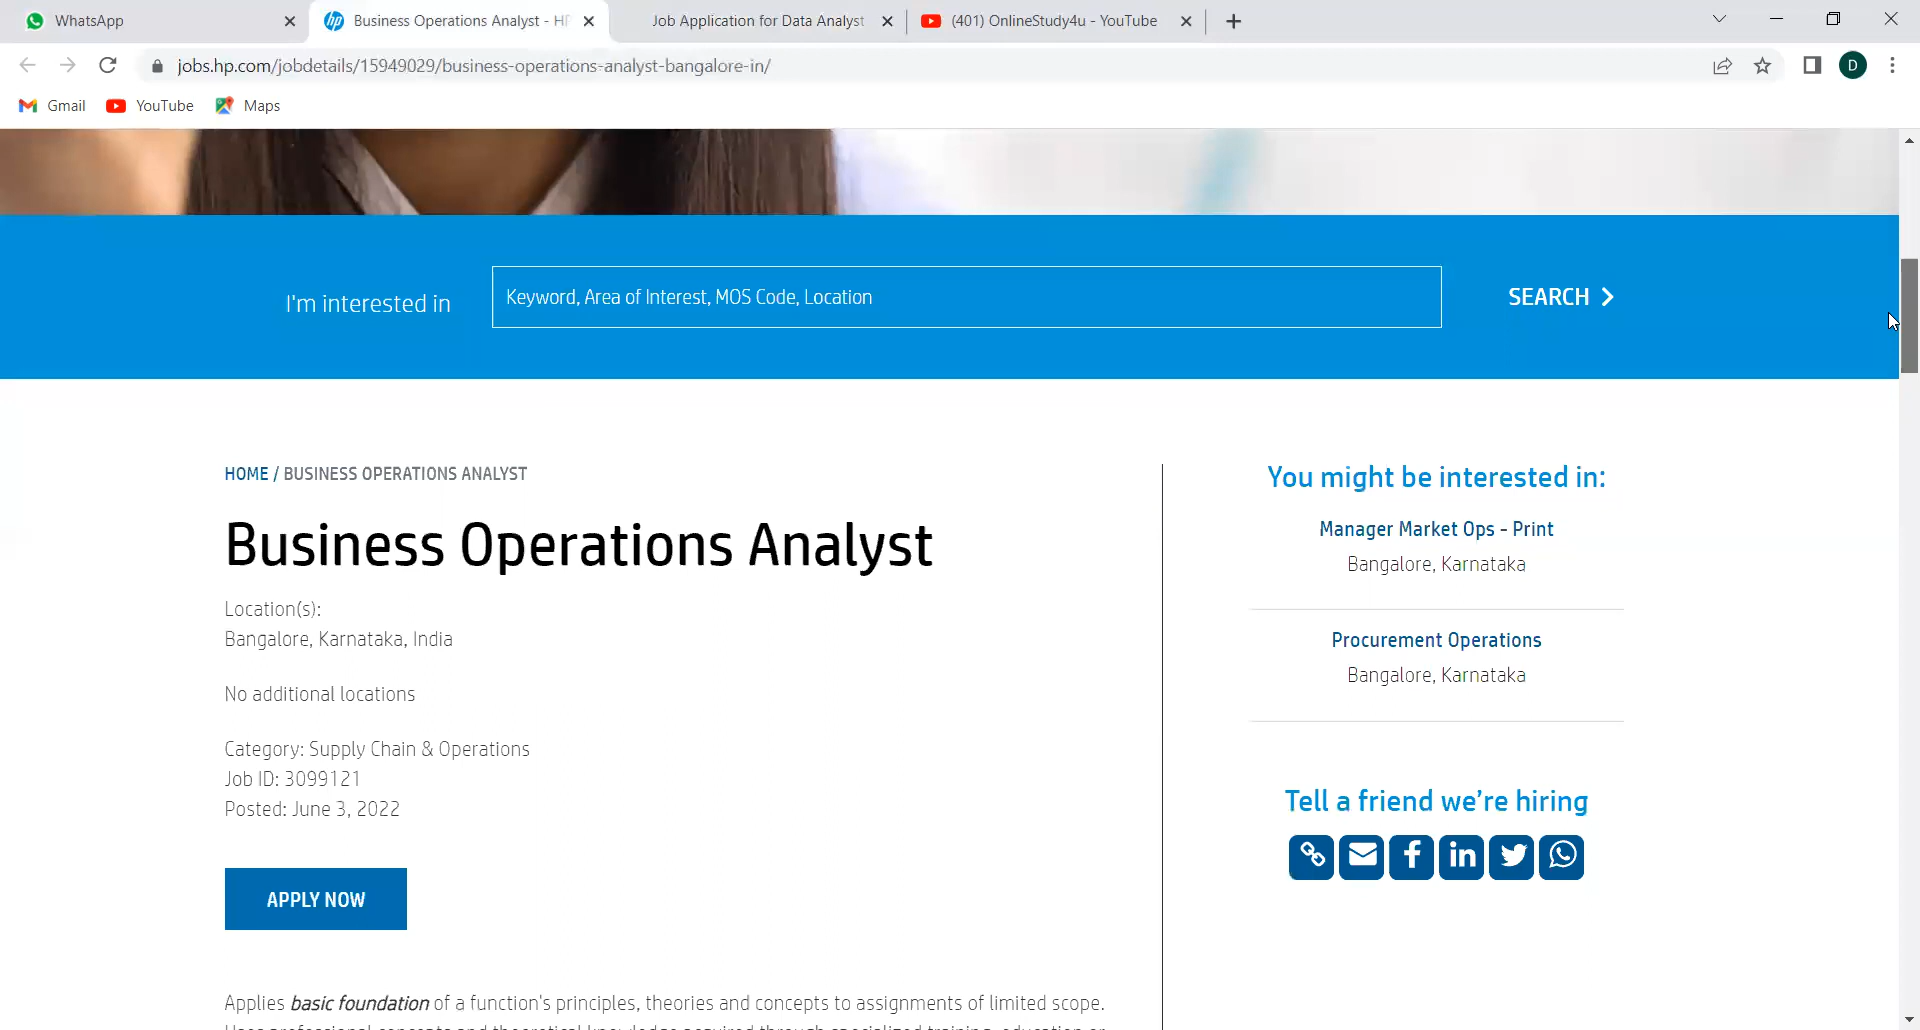 WhatsApp
Business Operations Analyst - HP
Job Application for Data Analyst
(401) OnlineStudy4u - YouTube
jobs.hp.com/jobdetails/15949029/business-operations-analyst-bangalore-in/
D
Gmail
YouTube
Maps
I'm interested in
Keyword, Area of Interest, MOS Code, Location
SEARCH
HOME / BUSINESS OPERATIONS ANALYST
Business Operations Analyst
Location(s):
Bangalore, Karnataka, India
No additional locations
Category: Supply Chain & Operations
Job ID: 3099121
Posted: June 3, 2022
APPLY NOW
Applies basic foundation of a function's principles, theories and concepts to assignments of limited scope.
You might be interested in:
Manager Market Ops - Print
Bangalore, Karnataka
Procurement Operations
Bangalore, Karnataka
Tell a friend we're hiring